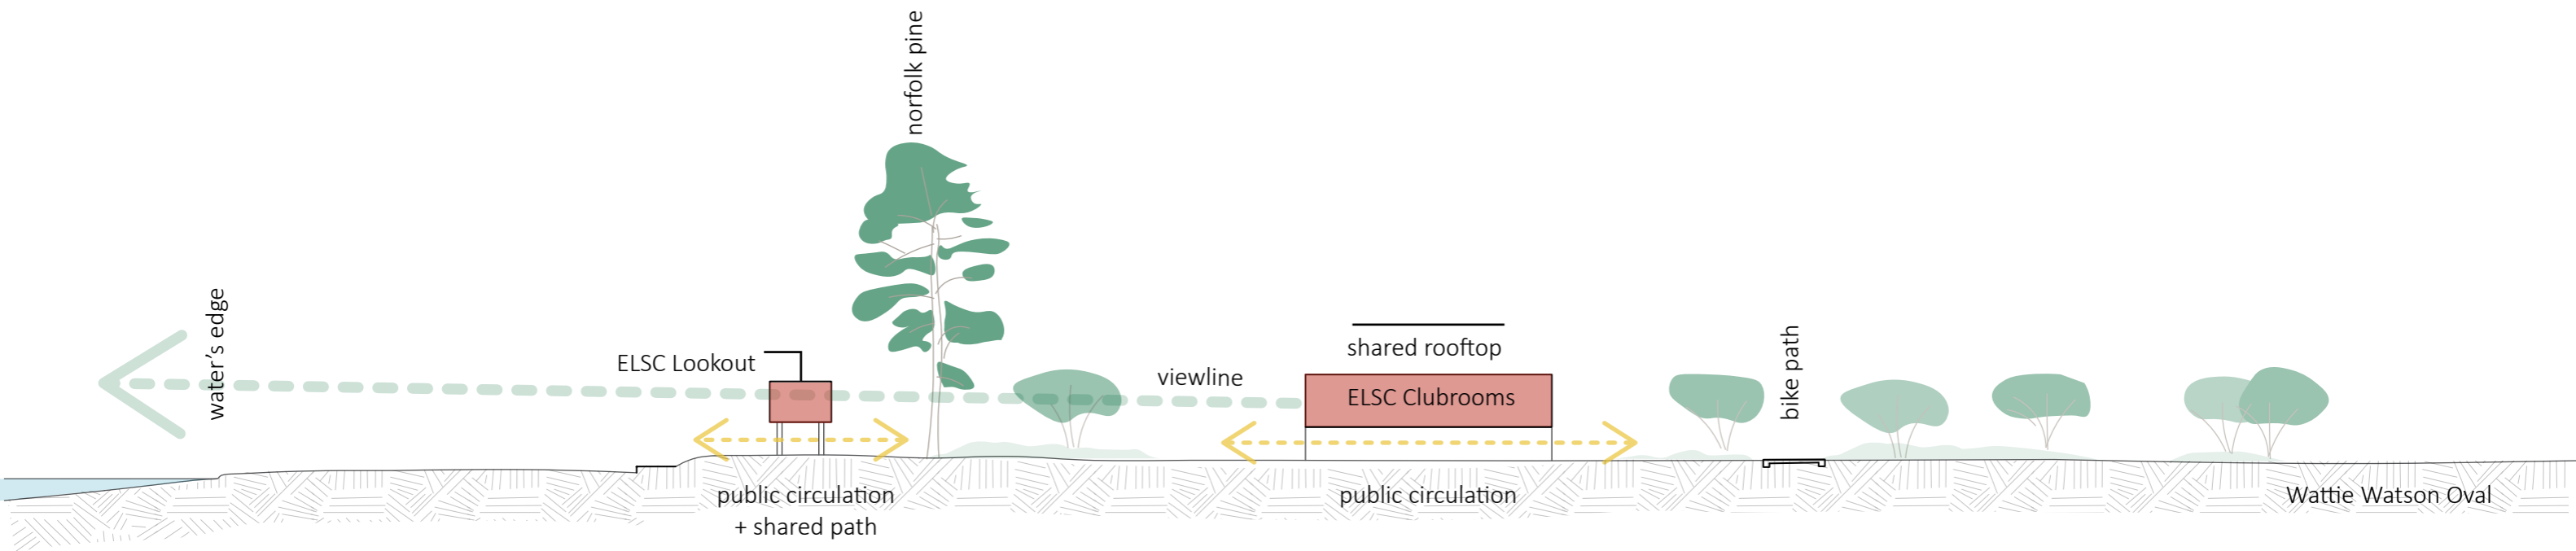 norfolk pine
water's edge
ELSC Lookout
viewline
shared rooftop
ELSC Clubrooms
bike path
public circulation
+ shared path
public circulation
Wattie Watson Oval